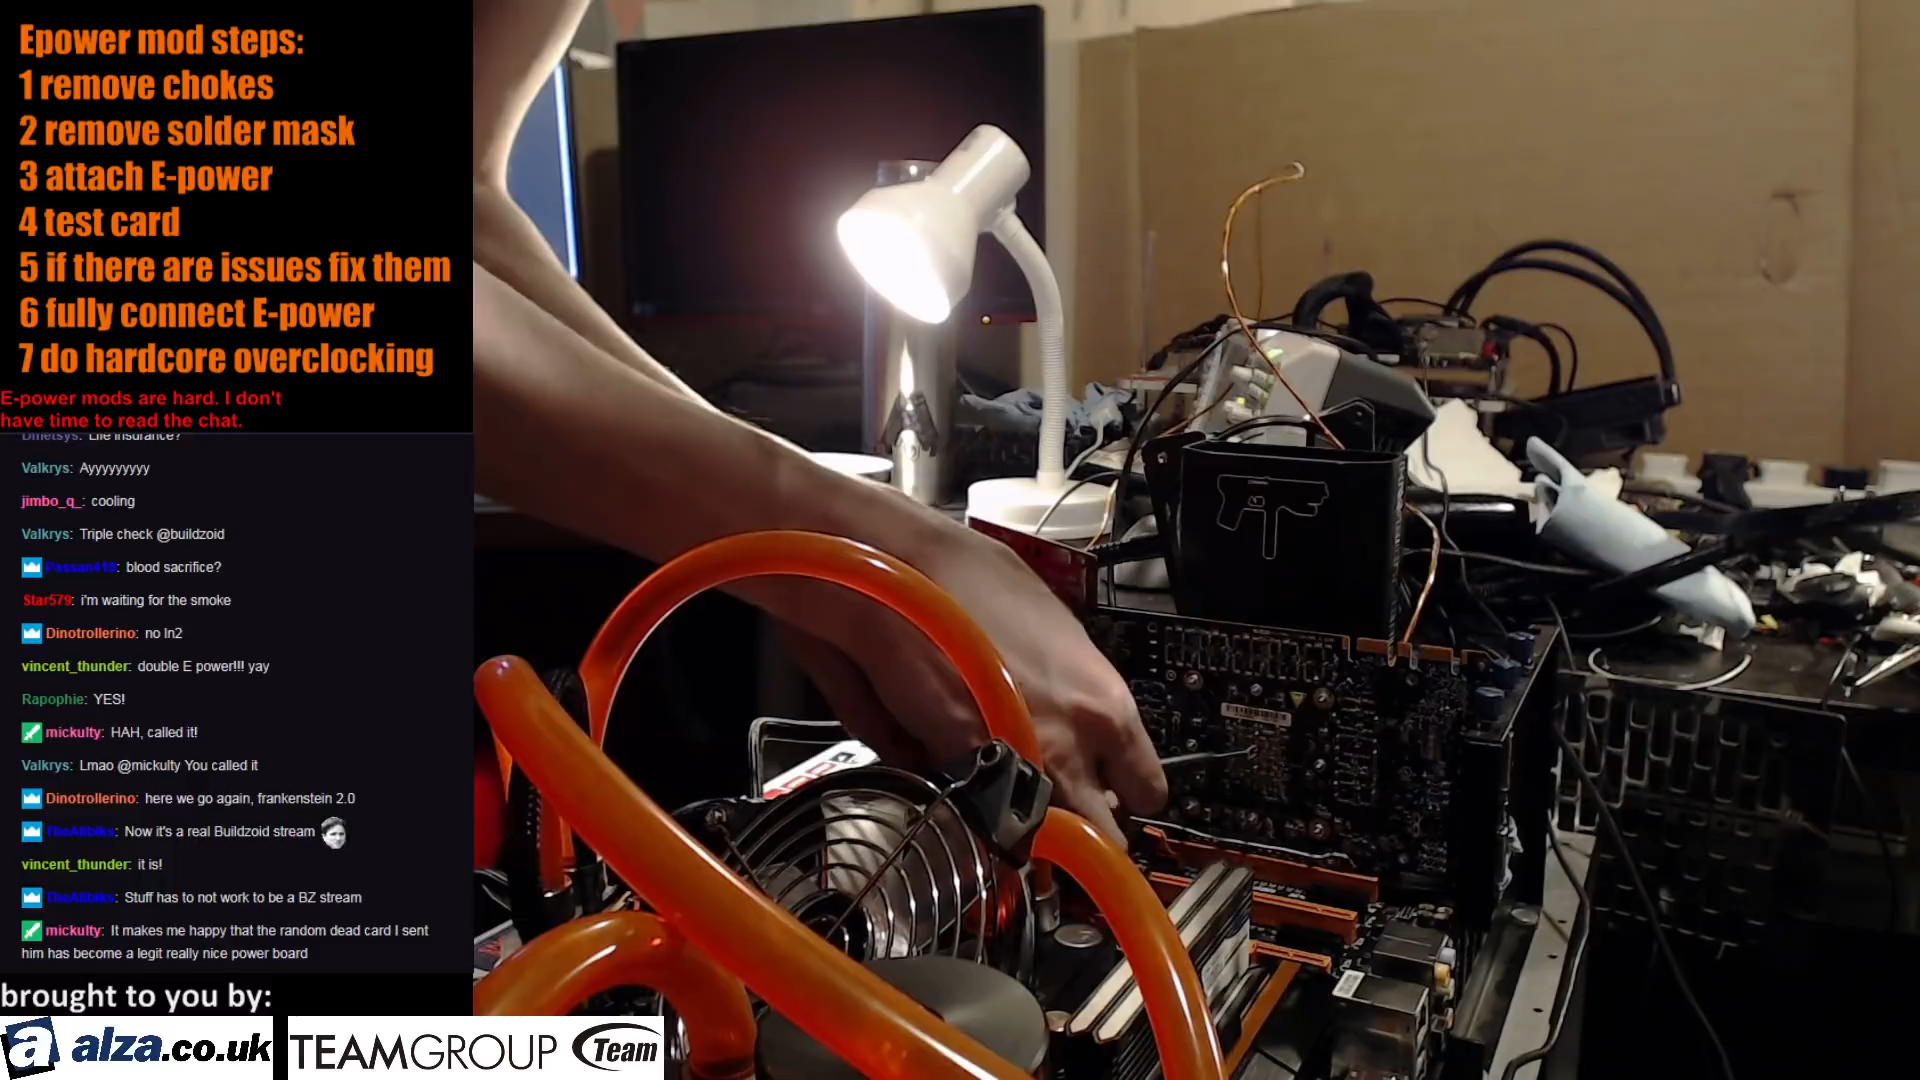 Epower mod steps:
1 remove chokes
2 remove solder mask
3 attach E-power
4 test card
5 if there are issues fix them
6 fully connect E-power
7 do hardcore overclocking
E-power mods are hard. I don't
have time to read the chat.
Dmetsys: Life insurance?
Valkrys: Ayyyyyyyyy
jimbo_q_: cooling
Valkrys: Triple check @buildzoid
Passan419: blood sacrifice?
Star579: i'm waiting for the smoke
Dinotrollerino: no ln2
vincent_thunder: double E power!!! yay
Rapophie: YES!
mickulty: HAH, called it!
Valkrys: Lmao @mickulty You called it
Dinotrollerino: here we go again, frankenstein 2.0
TheAlibiks: Now it's a real Buildzoid stream
vincent_thunder: it is!
TheAlibiks: Stuff has to not work to be a BZ stream
mickulty: It makes me happy that the random dead card I sent
him has become a legit really nice power board
brought to you by:
a alza.co.uk
TEAMGROUP Team